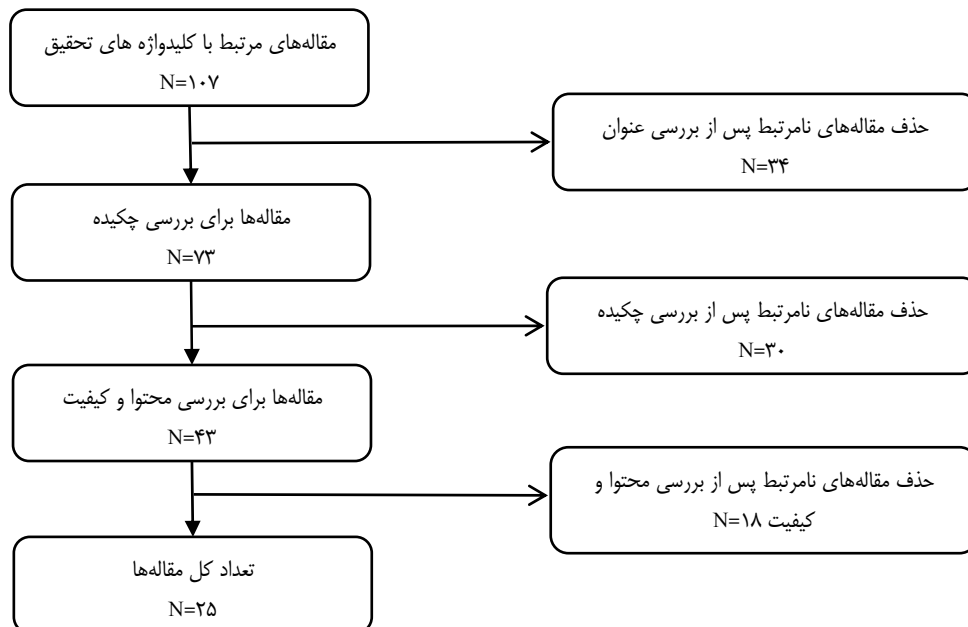 مقاله‌های مرتبط با کلیدواژه های تحقیق
N=۱۰۷
حذف مقاله‌های نامرتبط پس از بررسی عنوان
N=۳۴
مقاله‌ها برای بررسی چکیده
N=۷۳
حذف مقاله‌های نامرتبط پس از بررسی چکیده
N=۳۰
مقاله‌ها برای بررسی محتوا و کیفیت
N=۴۳
حذف مقاله‌های نامرتبط پس از بررسی محتوا و
کیفیت N=۱۸
تعداد کل مقاله‌ها
N=۲۵